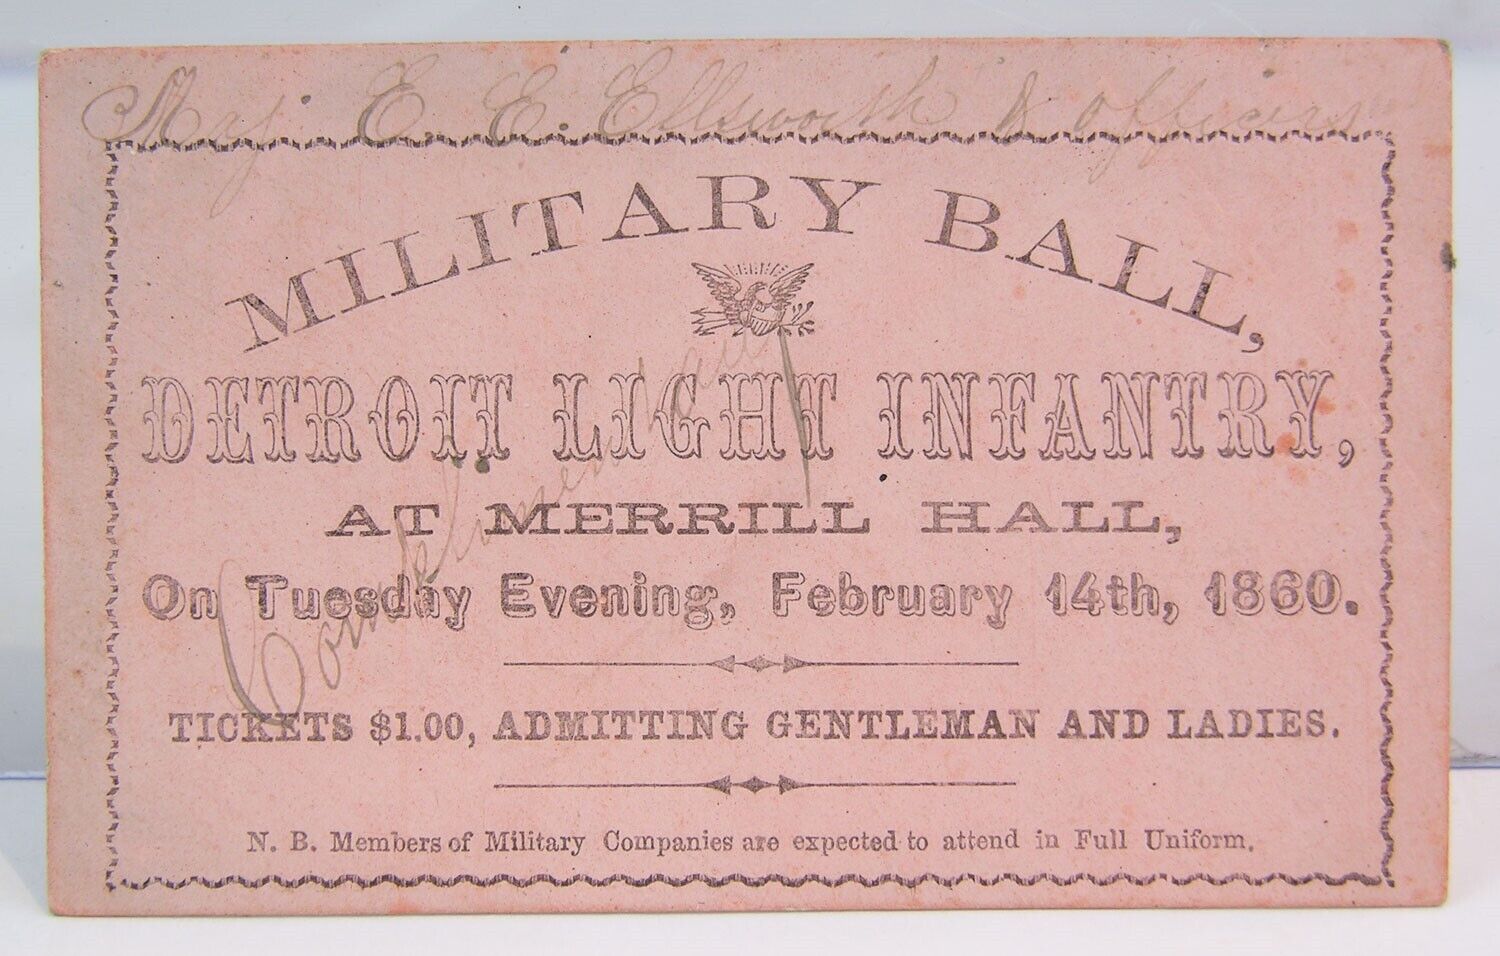 Maj. E. E. Ellsworth & officers
MILITARY BALL,
DETROIT LIGHT INFANTRY,
AT MERRILL HALL,
On Tuesday Evening, February 14th, 1860.
Complimentary
TICKETS $1.00, ADMITTING GENTLEMAN AND LADIES.
N. B. Members of Military Companies are expected to attend in Full Uniform.